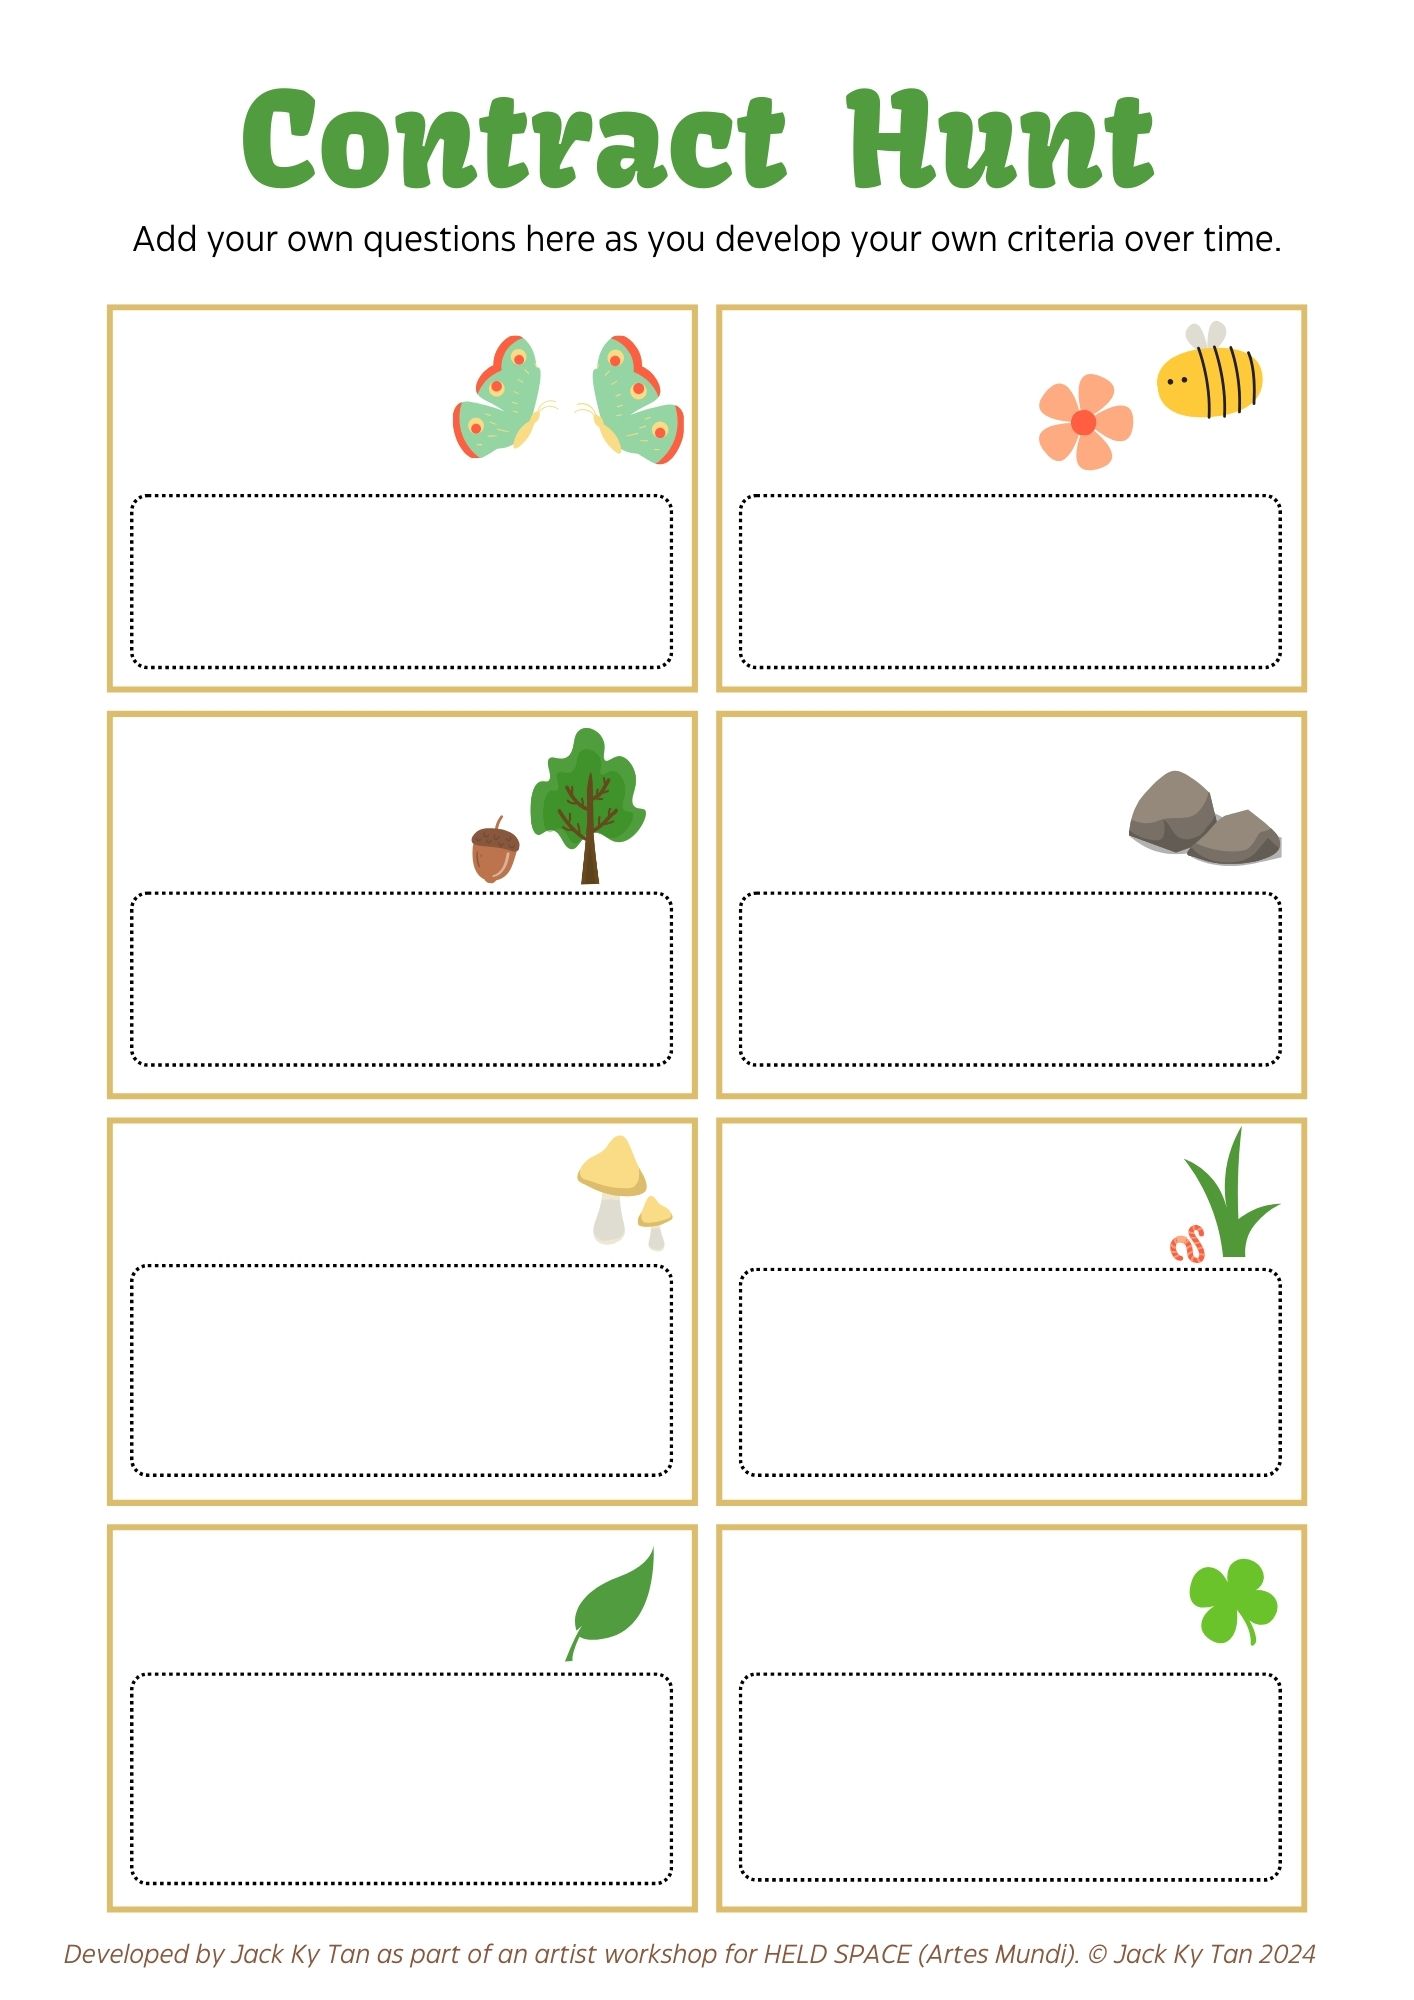 Contract Hunt
Add your own questions here as you develop your own criteria over time.
Developed by Jack Ky Tan as part of an artist workshop for HELD SPACE (Artes Mundi). © Jack Ky Tan 2024